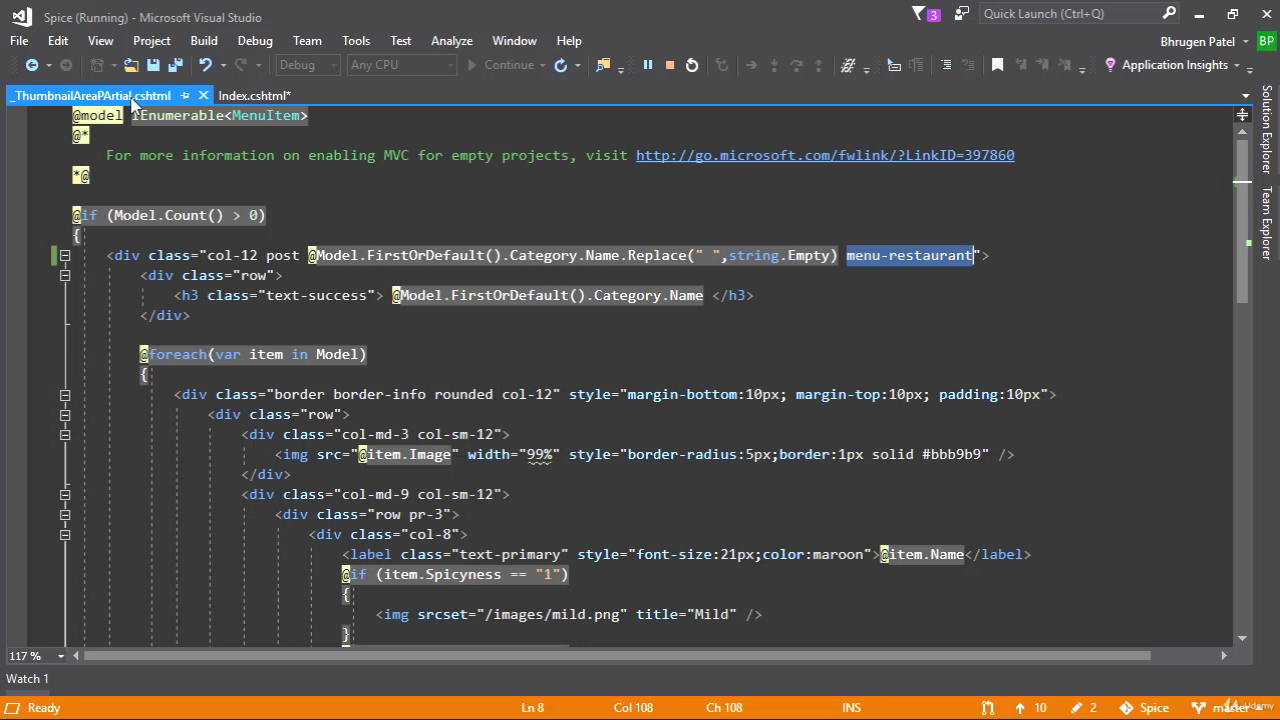 Spice (Running) - Microsoft Visual Studio
3
Quick Launch (Ctrl+Q)
File Edit View Project Build Debug Team Tools Test Analyze Window Help
Bhrugen Patel BP
Debug Any CPU Continue Application Insights
_ThumbnailAreaPArtial.cshtml Index.cshtml*
@model IEnumerable<MenuItem>
@*
For more information on enabling MVC for empty projects, visit http://go.microsoft.com/fwlink/?LinkID=397860
*@
@if (Model.Count() > 0)
{
<div class="col-12 post @Model.FirstOrDefault().Category.Name.Replace(" ",string.Empty) menu-restaurant">
<div class="row">
<h3 class="text-success"> @Model.FirstOrDefault().Category.Name </h3>
</div>
@foreach(var item in Model)
{
<div class="border border-info rounded col-12" style="margin-bottom:10px; margin-top:10px; padding:10px">
<div class="row">
<div class="col-md-3 col-sm-12">
<img src="@item.Image" width="99%" style="border-radius:5px;border:1px solid #bbb9b9" />
</div>
<div class="col-md-9 col-sm-12">
<div class="row pr-3">
<div class="col-8">
<label class="text-primary" style="font-size:21px;color:maroon">@item.Name</label>
@if (item.Spicyness == "1")
{
<img srcset="/images/mild.png" title="Mild" />
}
Solution Explorer
Team Explorer
117 %
Watch 1
Ready Ln 8 Col 108 Ch 108 INS 10 2 Spice master
Udemy